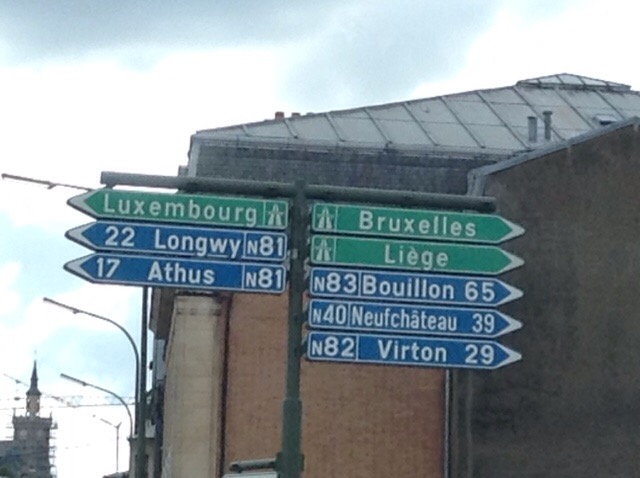 Luxembourg
22 Longwy N81
17 Athus N81
Bruxelles
Liège
N83 Bouillon 65
N40 Neufchâteau 39
N82 Virton 29